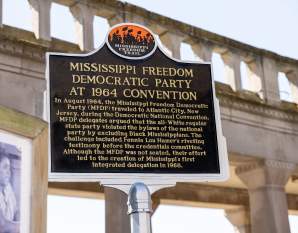 MISSISSIPPI
FREEDOM
TRAIL
MISSISSIPPI FREEDOM
DEMOCRATIC PARTY
AT 1964 CONVENTION
In August 1964, the Mississippi Freedom Democratic
Party (MFDP) traveled to Atlantic City, New
Jersey, during the Democratic National Convention.
MFDP delegates argued that the all-White regular
state party violated the bylaws of the national
party by excluding Black Mississippians. The
challenge included Fannie Lou Hamer's riveting
testimony before the credentials committee.
Although the MFDP was not seated, their effort
led to the creation of Mississippi's first
integrated delegation in 1968.